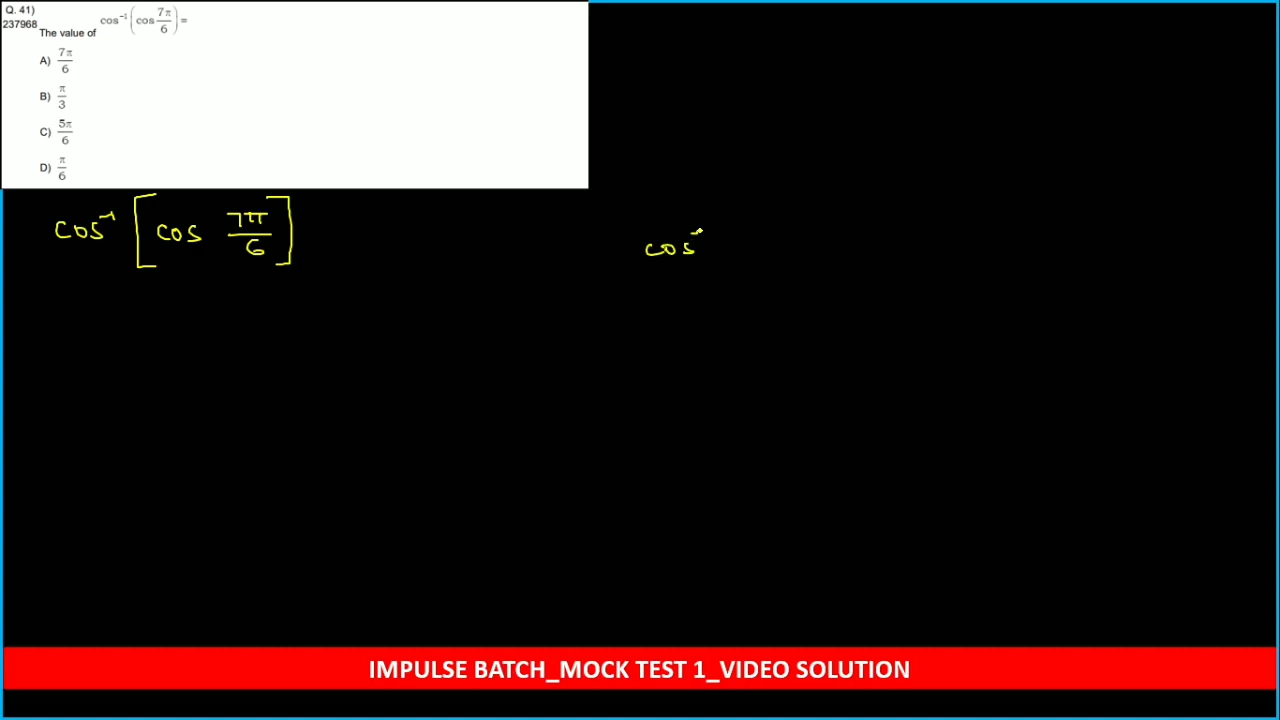 Q. 41)
237968 The value of cos⁻¹(cos 7π/6) =
A) 7π/6
B) π/3
C) 5π/6
D) π/6
cos⁻¹ [cos 7π/6]
cos⁻
IMPULSE BATCH_MOCK TEST 1_VIDEO SOLUTION